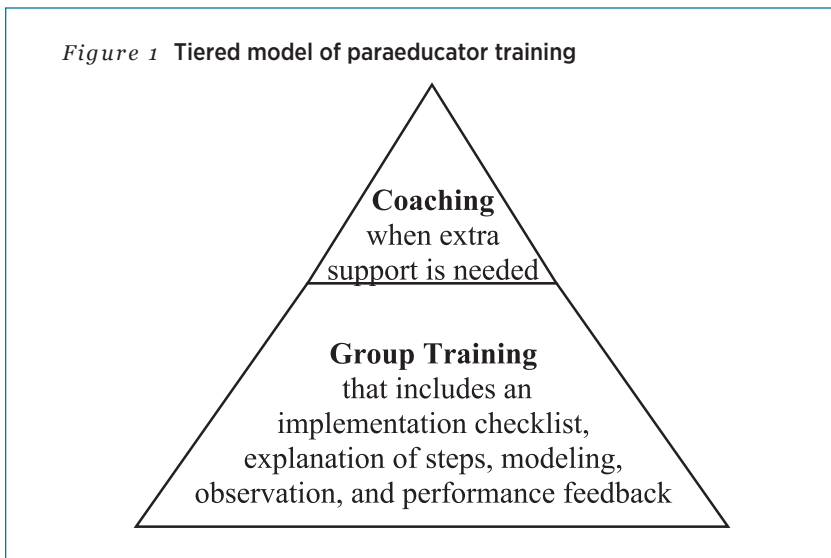 Figure 1 Tiered model of paraeducator training
Coaching
when extra
support is needed
Group Training
that includes an
implementation checklist,
explanation of steps, modeling,
observation, and performance feedback